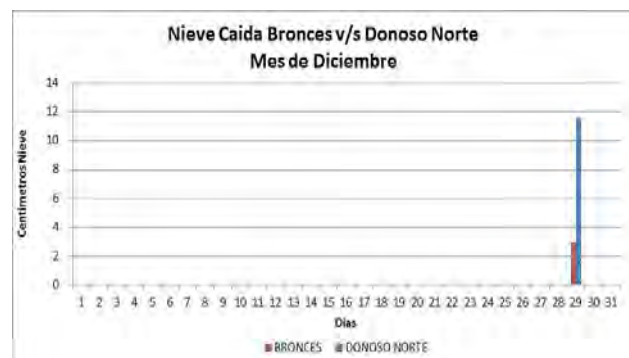 Nieve Caida Bronces v/s Donoso Norte
Mes de Diciembre
Centimetros Nieve
14
12
10
8
6
4
2
0
1 2 3 4 5 6 7 8 9 10 11 12 13 14 15 16 17 18 19 20 21 22 23 24 25 26 27 28 29 30 31
Días
BRONCES DONOSO NORTE